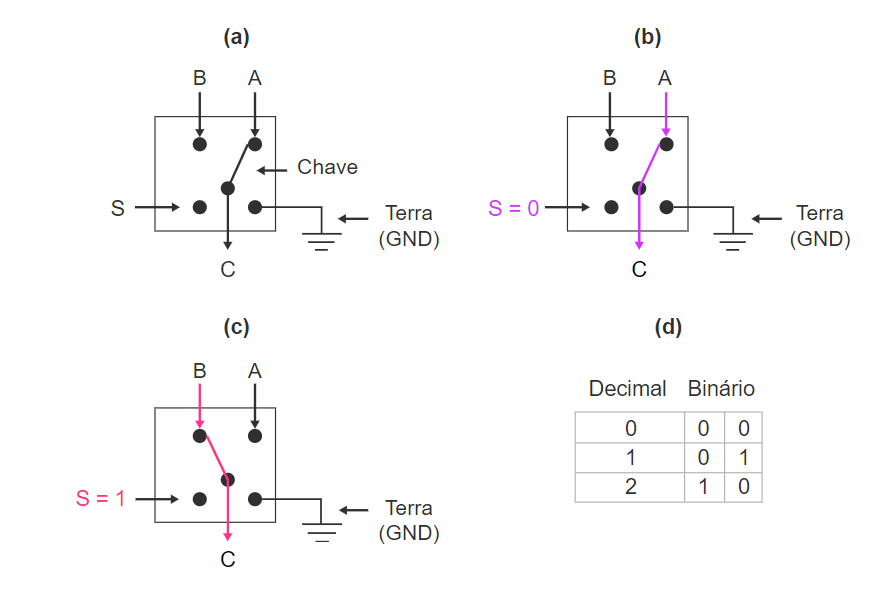 (a)
B A
Chave
S
Terra
(GND)
C
(b)
B A
S = 0
Terra
(GND)
C
(c)
B A
S = 1
Terra
(GND)
C
(d)
Decimal Binário
0 0 0
1 0 1
2 1 0